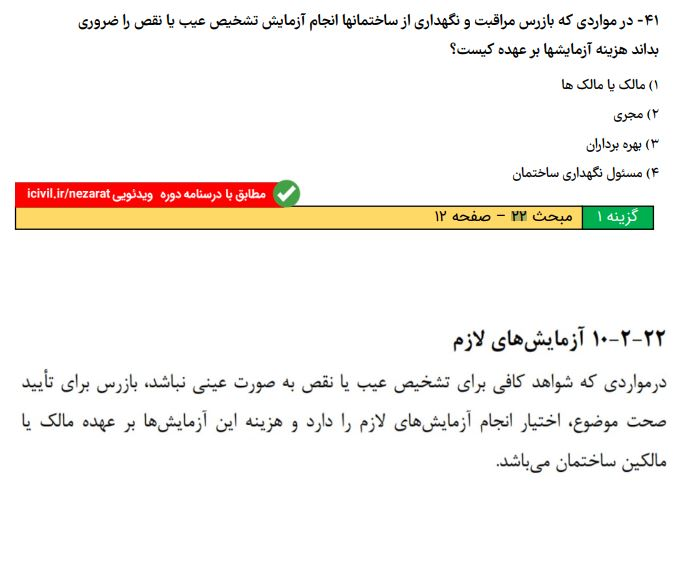 ۴۱- در مواردی که بازرس مراقبت و نگهداری از ساختمانها انجام آزمایش تشخیص عیب یا نقص را ضروری
بداند هزینه آزمایشها بر عهده کیست؟
۱) مالک یا مالک ها
۲) مجری
۳) بهره برداران
۴) مسئول نگهداری ساختمان
مطابق با درسنامه دوره ویدئویی icivil.ir/nezarat
گزینه ۱
مبحث ۲۲ – صفحه ۱۲
۲۲-۲-۱۰ آزمایش‌های لازم
درمواردی که شواهد کافی برای تشخیص عیب یا نقص به صورت عینی نباشد، بازرس برای تأیید
صحت موضوع، اختیار انجام آزمایش‌های لازم را دارد و هزینه این آزمایش‌ها بر عهده مالک یا
مالکین ساختمان می‌باشد.